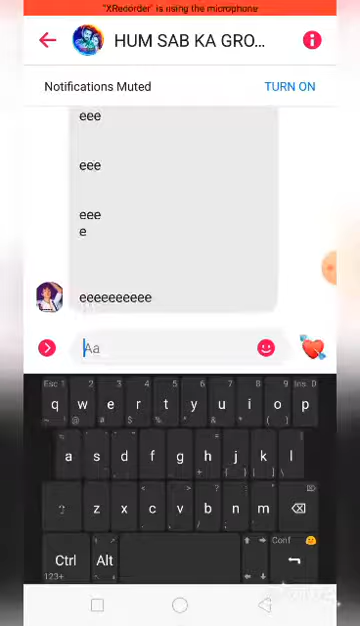 "XRecorder" is using the microphone
HUM SAB KA GRO...
Notifications Muted
TURN ON
eee
eee
eee
e
eeeeeeeeee
Aa
Esc 1 2 3 4 5 6 7 8 9 Ins 0
q w e r t y u i o p
~ ! @ # $ % ^ & * ( )
a s d f g h j k l
z x c v b n m
Conf
Ctrl Alt
123+